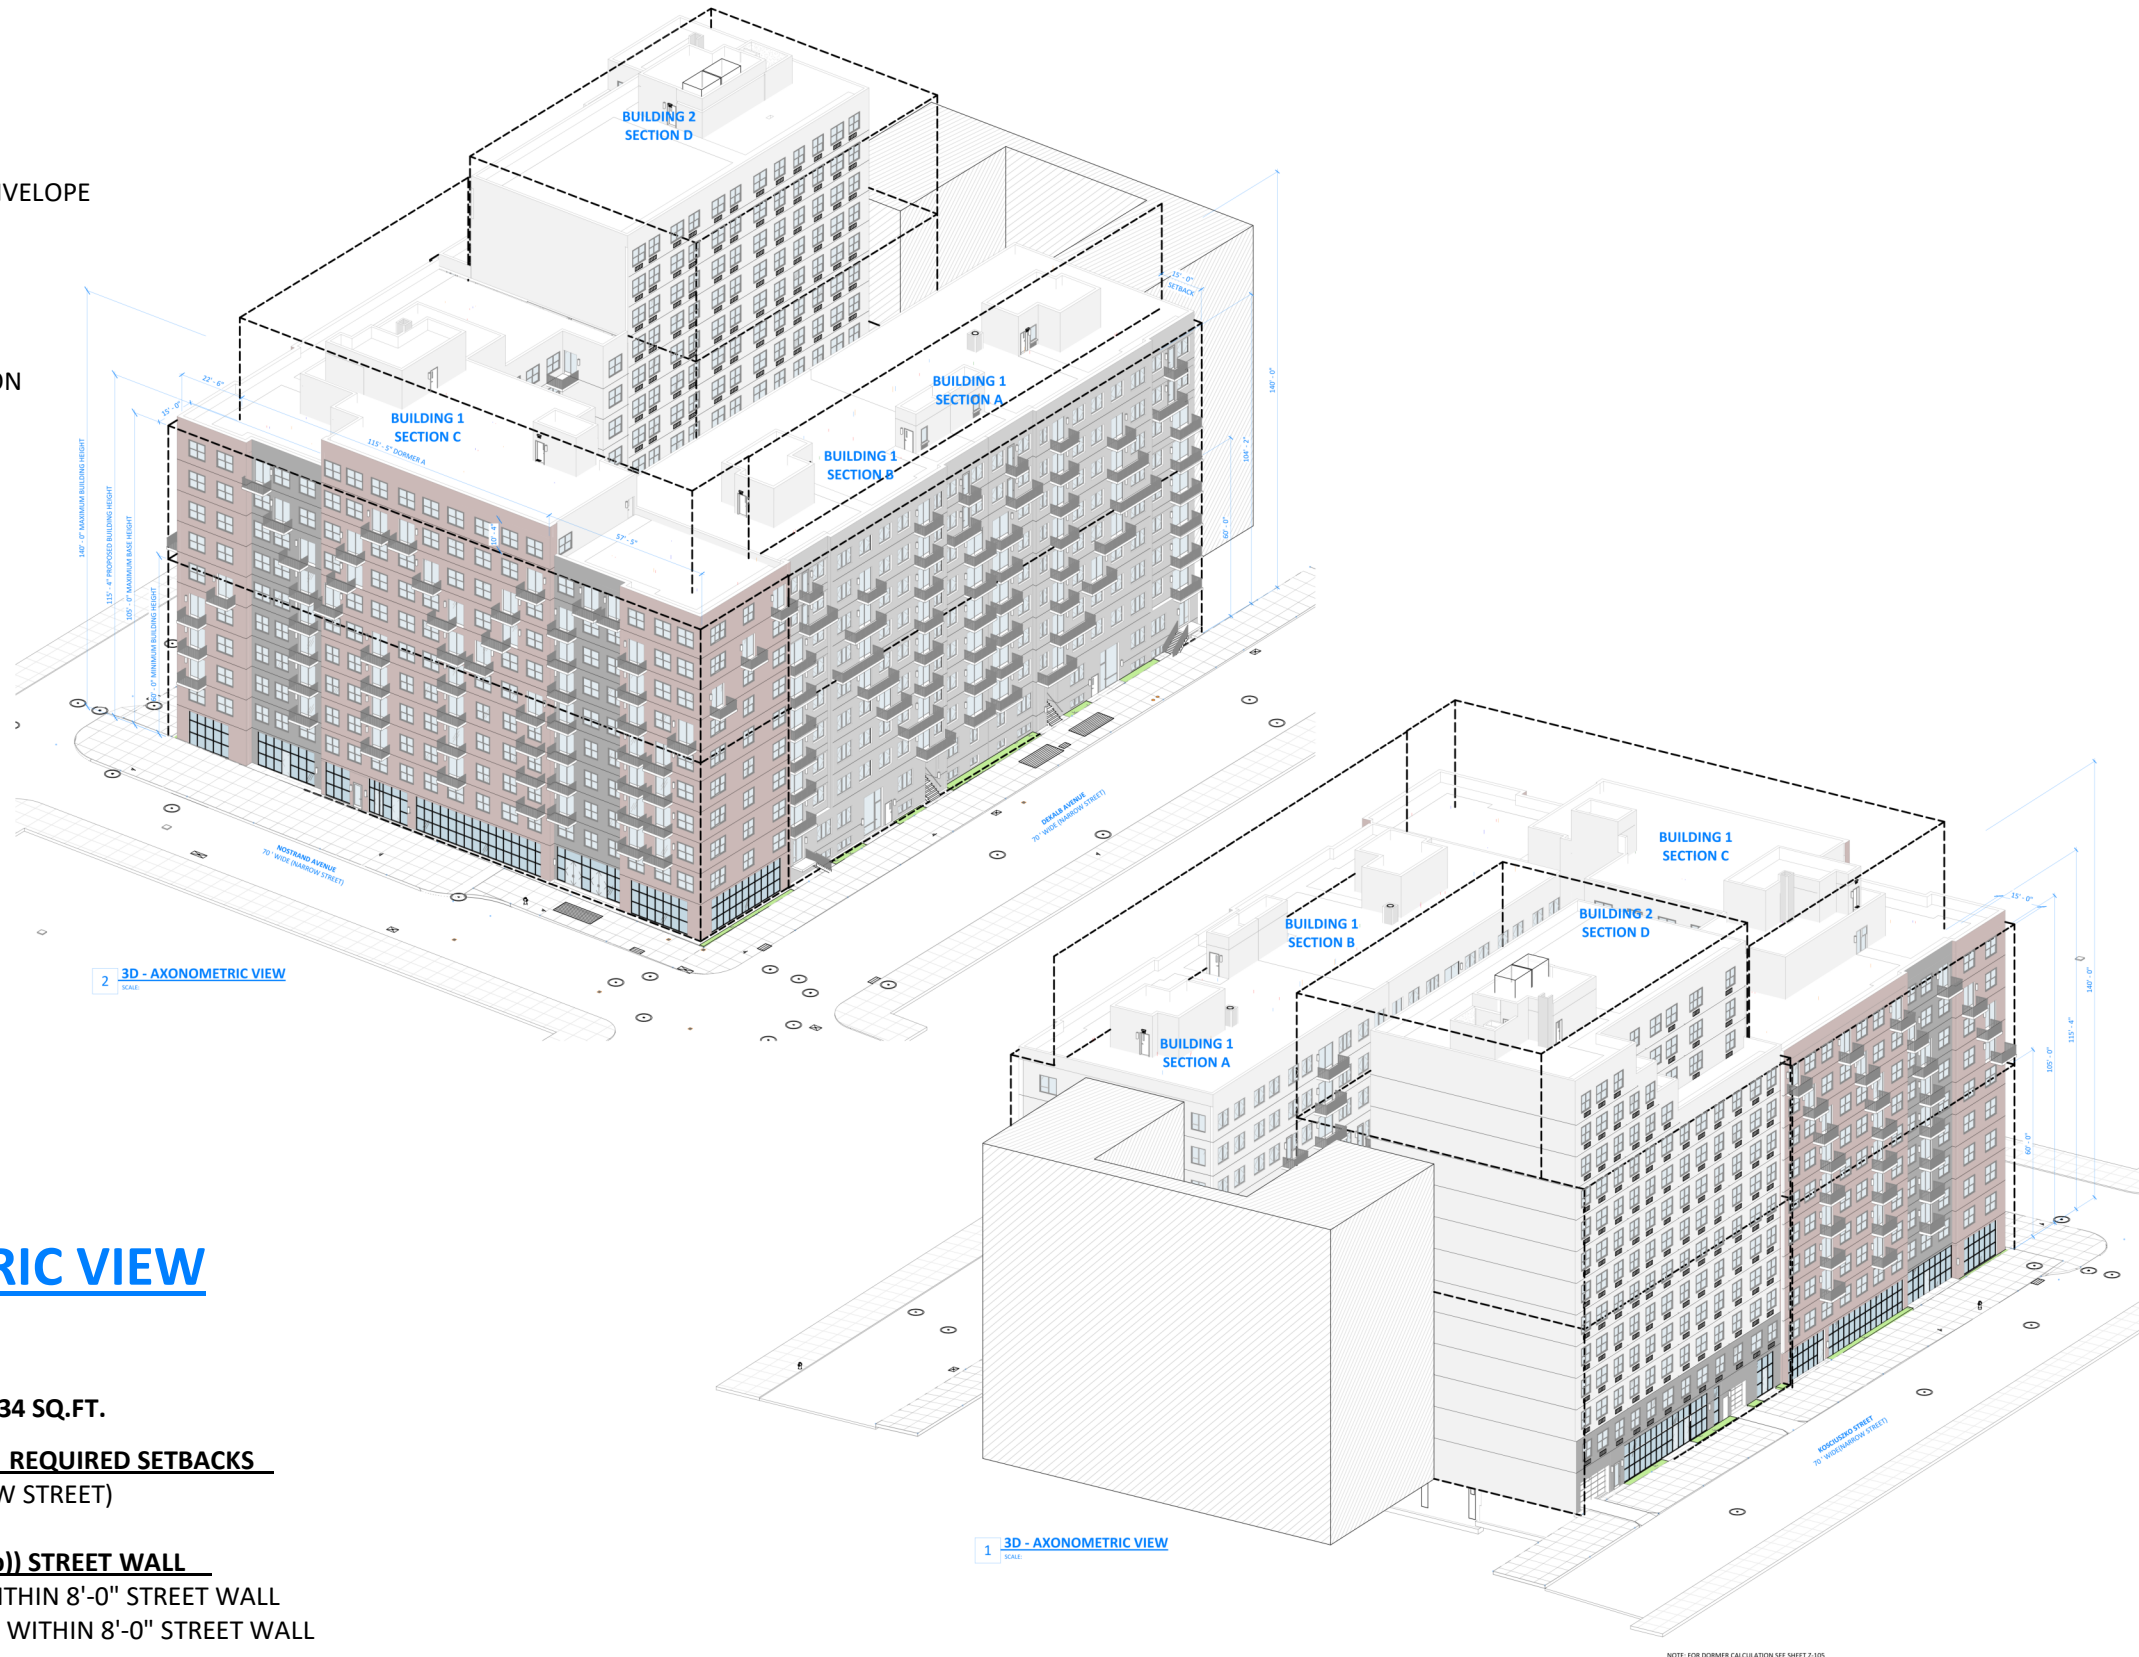 NVELOPE
ON
BUILDING 2
SECTION D
BUILDING 1
SECTION A
BUILDING 1
SECTION B
BUILDING 1
SECTION C
115' - 5" DORMER A
22' - 6"
15' - 0"
57' - 5"
10' - 4"
15' - 0"
SETBACK
140' - 0"
104' - 2"
60' - 0"
140' - 0" MAXIMUM BUILDING HEIGHT
115' - 4" PROPOSED BUILDING HEIGHT
105' - 0" MAXIMUM BASE HEIGHT
60' - 0" MINIMUM BUILDING HEIGHT
NOSTRAND AVENUE
70 ' WIDE (NARROW STREET)
DEKALB AVENUE
70 ' WIDE (NARROW STREET)
2 3D - AXONOMETRIC VIEW
SCALE:
BUILDING 1
SECTION C
BUILDING 2
SECTION D
BUILDING 1
SECTION B
BUILDING 1
SECTION A
15' - 0"
140' - 0"
115' - 4"
105' - 0"
60' - 0"
KOSCIUSZKO STREET
70 ' WIDE(NARROW STREET)
1 3D - AXONOMETRIC VIEW
SCALE:
RIC VIEW
34 SQ.FT.
REQUIRED SETBACKS
W STREET)
)) STREET WALL
ITHIN 8'-0" STREET WALL
WITHIN 8'-0" STREET WALL
NOTE: FOR DORMER CALCULATION SEE SHEET Z-105